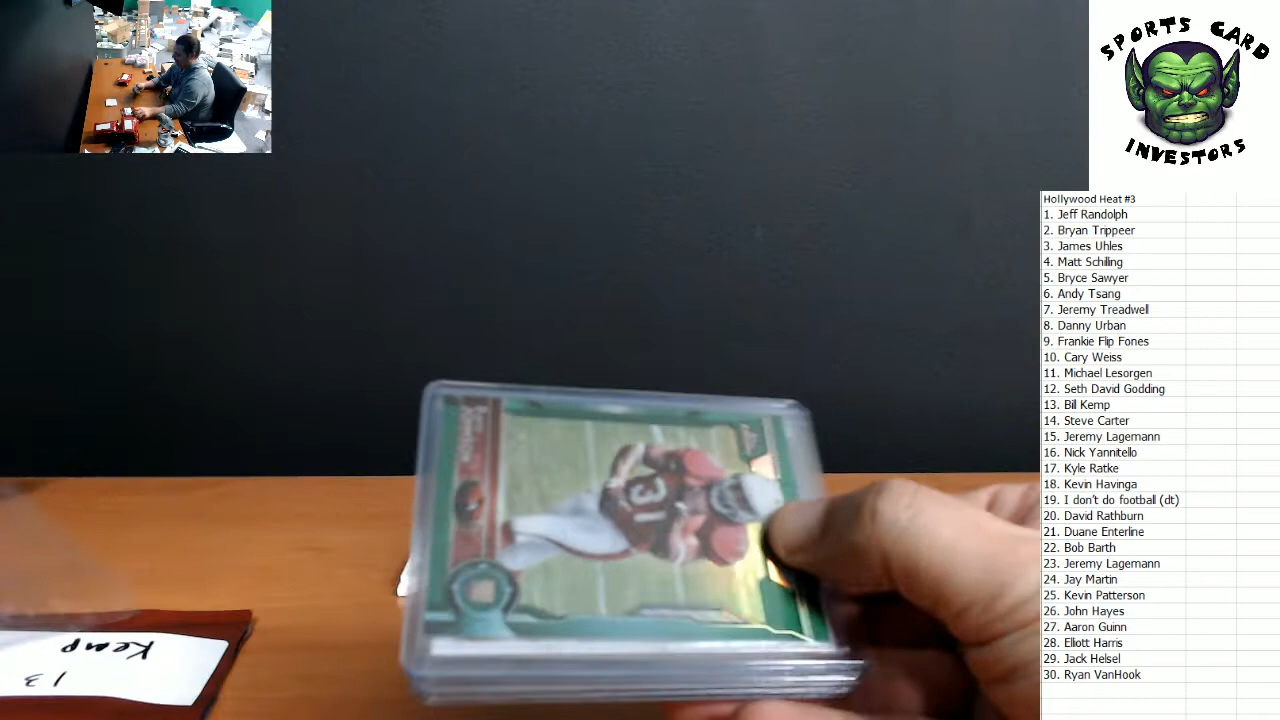 SPORTS CARD
INVESTORS
Hollywood Heat #3
1. Jeff Randolph
2. Bryan Trippeer
3. James Uhles
4. Matt Schiling
5. Bryce Sawyer
6. Andy Tsang
7. Jeremy Treadwell
8. Danny Urban
9. Frankie Flip Fones
10. Cary Weiss
11. Michael Lesorgen
12. Seth David Godding
13. Bill Kemp
14. Steve Carter
15. Jeremy Lagemann
16. Nick Yannitello
17. Kyle Ratke
18. Kevin Havinga
19. I don't do football (dt)
20. David Rathburn
21. Duane Enterline
22. Bob Barth
23. Jeremy Lagemann
24. Jay Martin
25. Kevin Patterson
26. John Hayes
27. Aaron Guinn
28. Eliott Harris
29. Jack Helsel
30. Ryan VanHook
31
13
Kemp